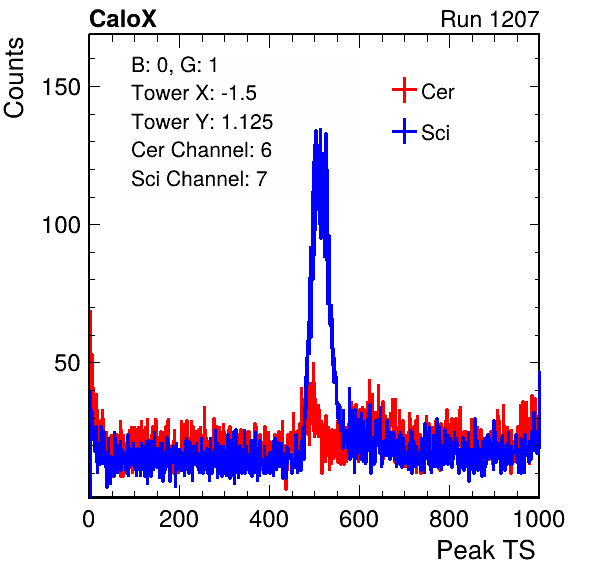 CaloX Run 1207
Counts
B: 0, G: 1
Tower X: -1.5
Tower Y: 1.125
Cer Channel: 6
Sci Channel: 7
Cer
Sci
150
100
50
0 200 400 600 800 1000
Peak TS